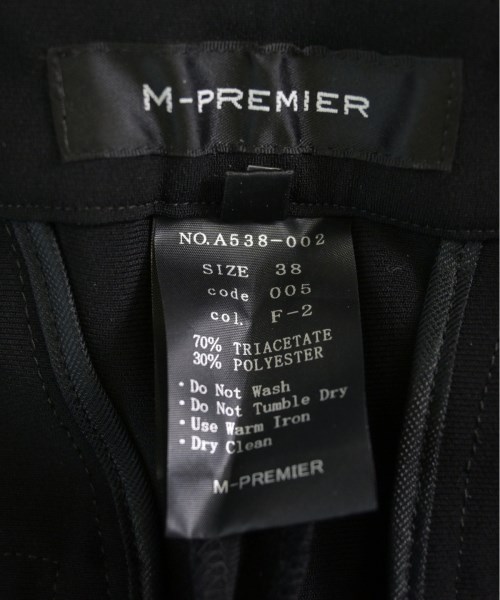 M-PREMIER
NO.A538-002
SIZE 38
code 005
col. F-2
70% TRIACETATE
30% POLYESTER
・Do Not Wash
・Do Not Tumble Dry
・Use Warm Iron
・Dry Clean
M-PREMIER